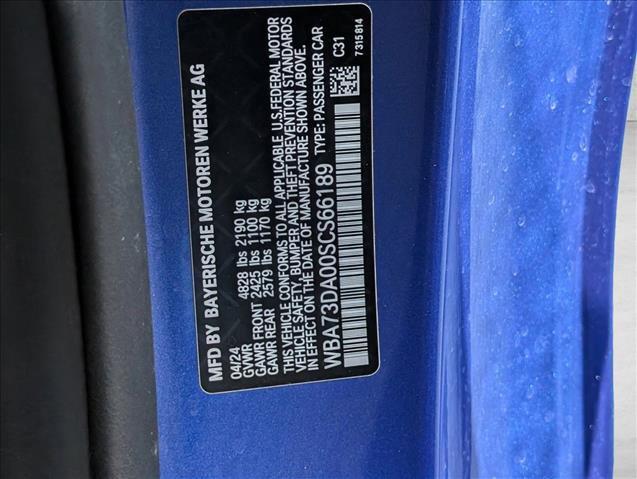 MFD BY BAYERISCHE MOTOREN WERKE AG
04/24
GVWR 4828 lbs 2190 kg
GAWR FRONT 2425 lbs 1100 kg
GAWR REAR 2579 lbs 1170 kg
THIS VEHICLE CONFORMS TO ALL APPLICABLE U.S.FEDERAL MOTOR
VEHICLE SAFETY, BUMPER AND THEFT PREVENTION STANDARDS
IN EFFECT ON THE DATE OF MANUFACTURE SHOWN ABOVE.
WBA73DA00SCS66189 TYPE: PASSENGER CAR
C31
7315814